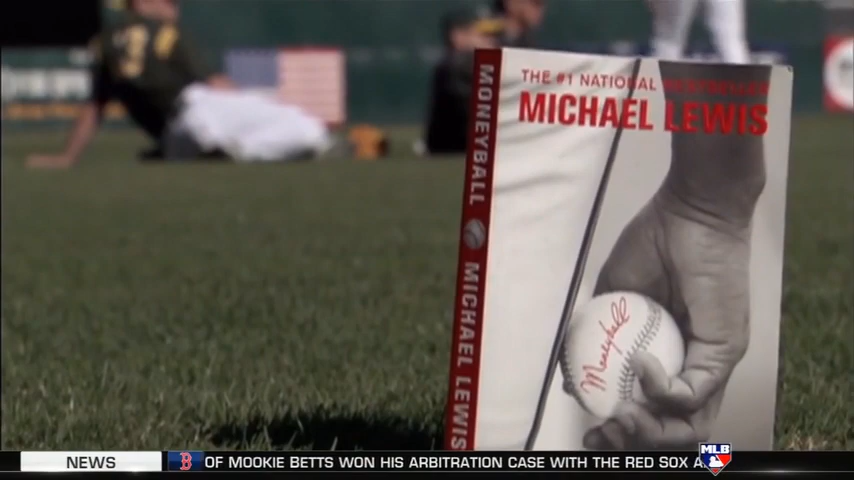 34
THE #1 NATIONAL BESTSELLER
MICHAEL LEWIS
MONEYBALL
MICHAEL LEWIS
Moneyball
NEWS
B
OF MOOKIE BETTS WON HIS ARBITRATION CASE WITH THE RED SOX A
MLB